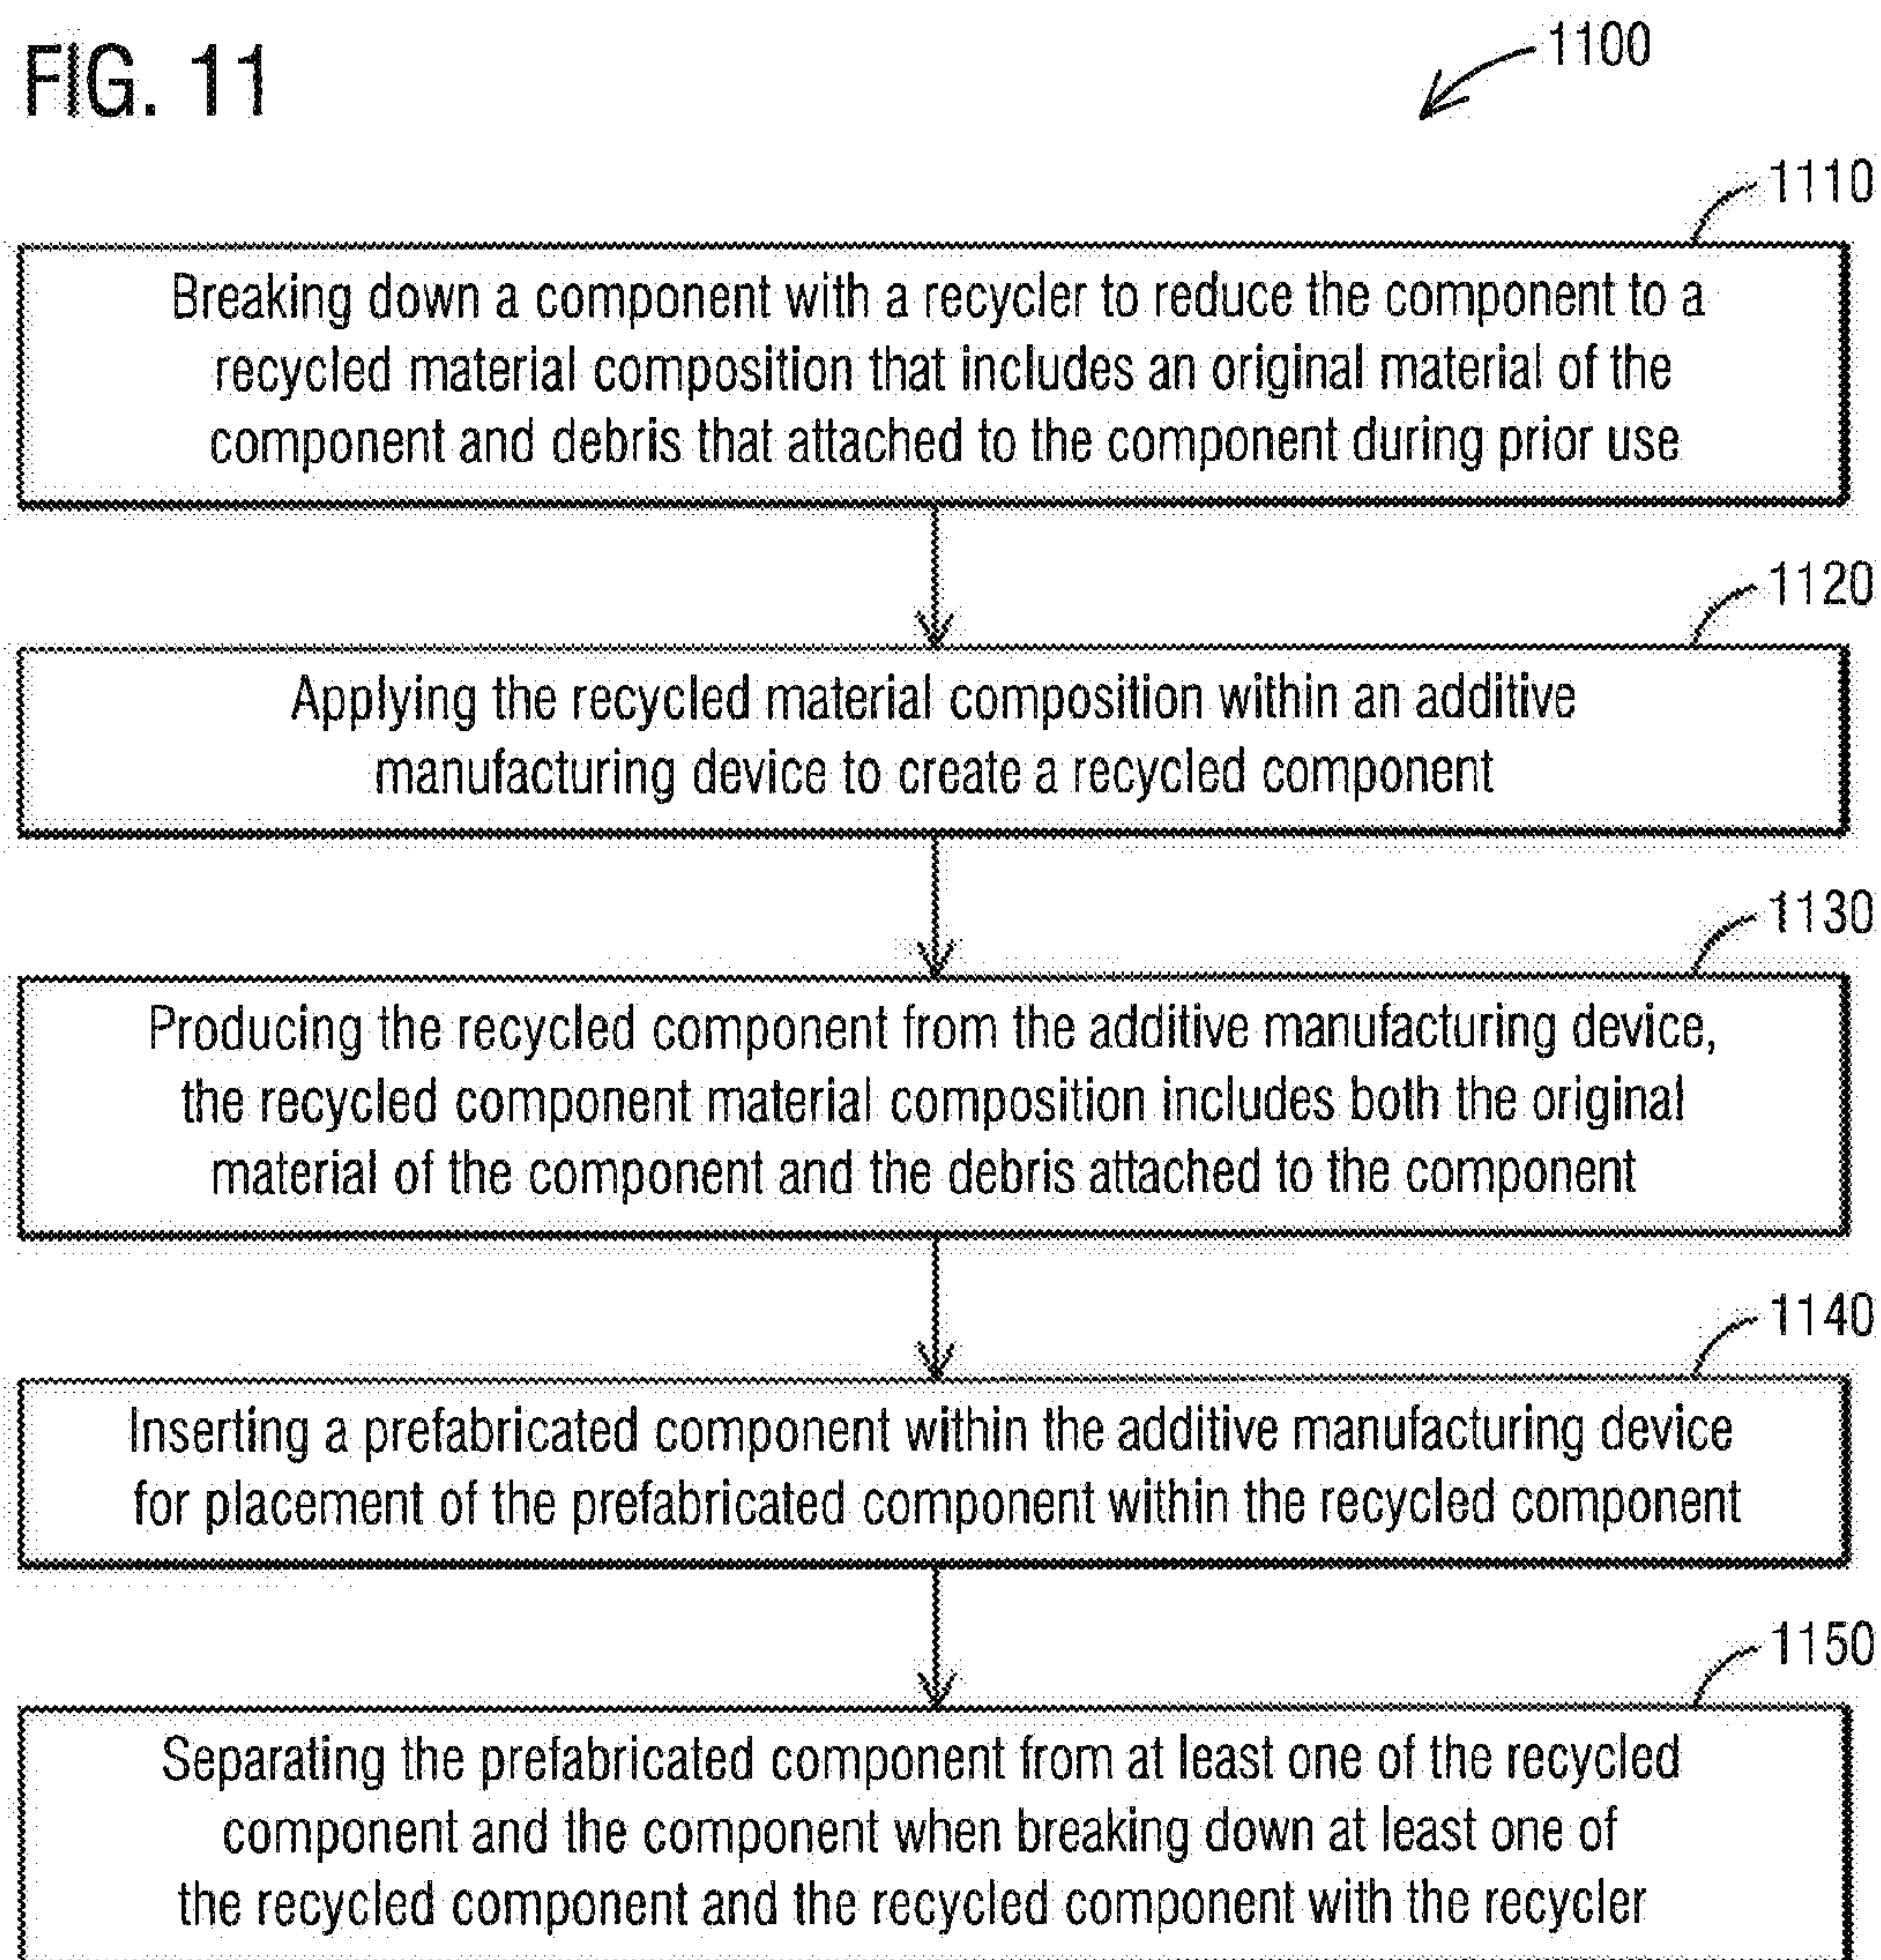 FIG. 11
1100
1110
Breaking down a component with a recycler to reduce the component to a
recycled material composition that includes an original material of the
component and debris that attached to the component during prior use
1120
Applying the recycled material composition within an additive
manufacturing device to create a recycled component
1130
Producing the recycled component from the additive manufacturing device,
the recycled component material composition includes both the original
material of the component and the debris attached to the component
1140
Inserting a prefabricated component within the additive manufacturing device
for placement of the prefabricated component within the recycled component
1150
Separating the prefabricated component from at least one of the recycled
component and the component when breaking down at least one of
the recycled component and the recycled component with the recycler